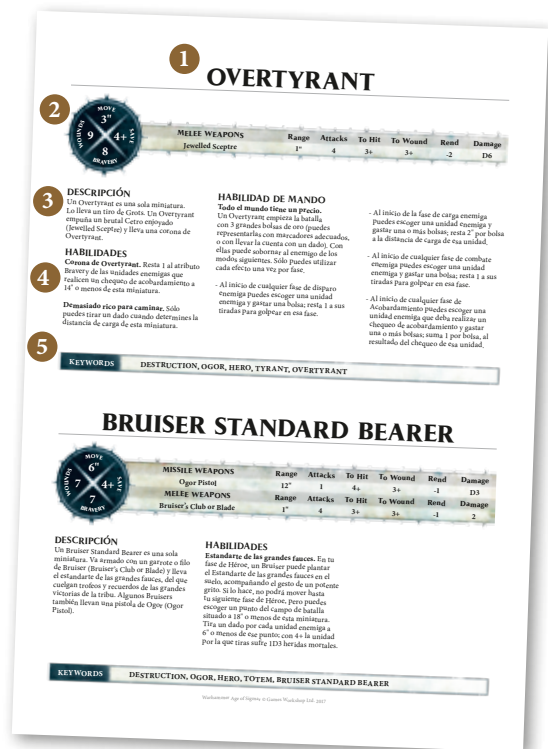 1
OVERTYRANT
2
MOVE
3"
WOUNDS
9
4+
SAVE
8
BRAVERY
MELEE WEAPONS Range Attacks To Hit To Wound Rend Damage
Jewelled Sceptre 1" 4 3+ 3+ -2 D6
3
DESCRIPCIÓN
Un Overtyrant es una sola miniatura.
Lo lleva un tiro de Grots. Un Overtyrant
empuña un brutal Cetro enjoyado
(Jewelled Sceptre) y lleva una corona de
Overtyrant.
4
HABILIDADES
Corona de Overtyrant. Resta 1 al atributo
Bravery de las unidades enemigas que
realicen un chequeo de acobardamiento a
14" o menos de esta miniatura.
Demasiado rico para caminar. Sólo
puedes tirar un dado cuando determines la
distancia de carga de esta miniatura.
HABILIDAD DE MANDO
Todo el mundo tiene un precio.
Un Overtyrant empieza la batalla
con 3 grandes bolsas de oro (puedes
representarlas con marcadores adecuados,
o con llevar la cuenta con un dado). Con
ellas puede sobornar al enemigo de los
modos siguientes. Sólo puedes utilizar
cada efecto una vez por fase.
- Al inicio de cualquier fase de disparo
enemiga puedes escoger una unidad
enemiga y gastar una bolsa; resta 1 a sus
tiradas para golpear en esa fase.
- Al inicio de la fase de carga enemiga
puedes escoger una unidad enemiga y
gastar una o más bolsas; resta 2" por bolsa
a la distancia de carga de esa unidad.
- Al inicio de cualquier fase de combate
enemiga puedes escoger una unidad
enemiga y gastar una bolsa; resta 1 a sus
tiradas para golpear en esa fase.
- Al inicio de cualquier fase de
Acobardamiento puedes escoger una
unidad enemiga que deba realizar un
chequeo de acobardamiento y gastar
una o más bolsas; suma 1 por bolsa, al
resultado del chequeo de esa unidad.
5
KEYWORDS DESTRUCTION, OGOR, HERO, TYRANT, OVERTYRANT
BRUISER STANDARD BEARER
MOVE
6"
WOUNDS
7
4+
SAVE
7
BRAVERY
MISSILE WEAPONS Range Attacks To Hit To Wound Rend Damage
Ogor Pistol 12" 1 4+ 3+ -1 D3
MELEE WEAPONS Range Attacks To Hit To Wound Rend Damage
Bruiser's Club or Blade 1" 4 3+ 3+ -1 2
DESCRIPCIÓN
Un Bruiser Standard Bearer es una sola
miniatura. Va armado con un garrote o filo
de Bruiser (Bruiser's Club or Blade) y lleva
el estandarte de las grandes fauces, del que
cuelgan trofeos y recuerdos de las grandes
victorias de la tribu. Algunos Bruisers
también llevan una pistola de Ogor (Ogor
Pistol).
HABILIDADES
Estandarte de las grandes fauces. En tu
fase de Héroe, un Bruiser puede plantar
el Estandarte de las grandes fauces en el
suelo, acompañando el gesto de un potente
grito. Si lo hace, no podrá mover hasta
tu siguiente fase de Héroe, pero puedes
escoger un punto del campo de batalla
situado a 18" o menos de esta miniatura.
Tira un dado por cada unidad enemiga a
6" o menos de ese punto; con 4+ la unidad
por la que tiras sufre 1D3 heridas mortales.
KEYWORDS DESTRUCTION, OGOR, HERO, TOTEM, BRUISER STANDARD BEARER
Warhammer Age of Sigmar, © Games Workshop Ltd. 2017